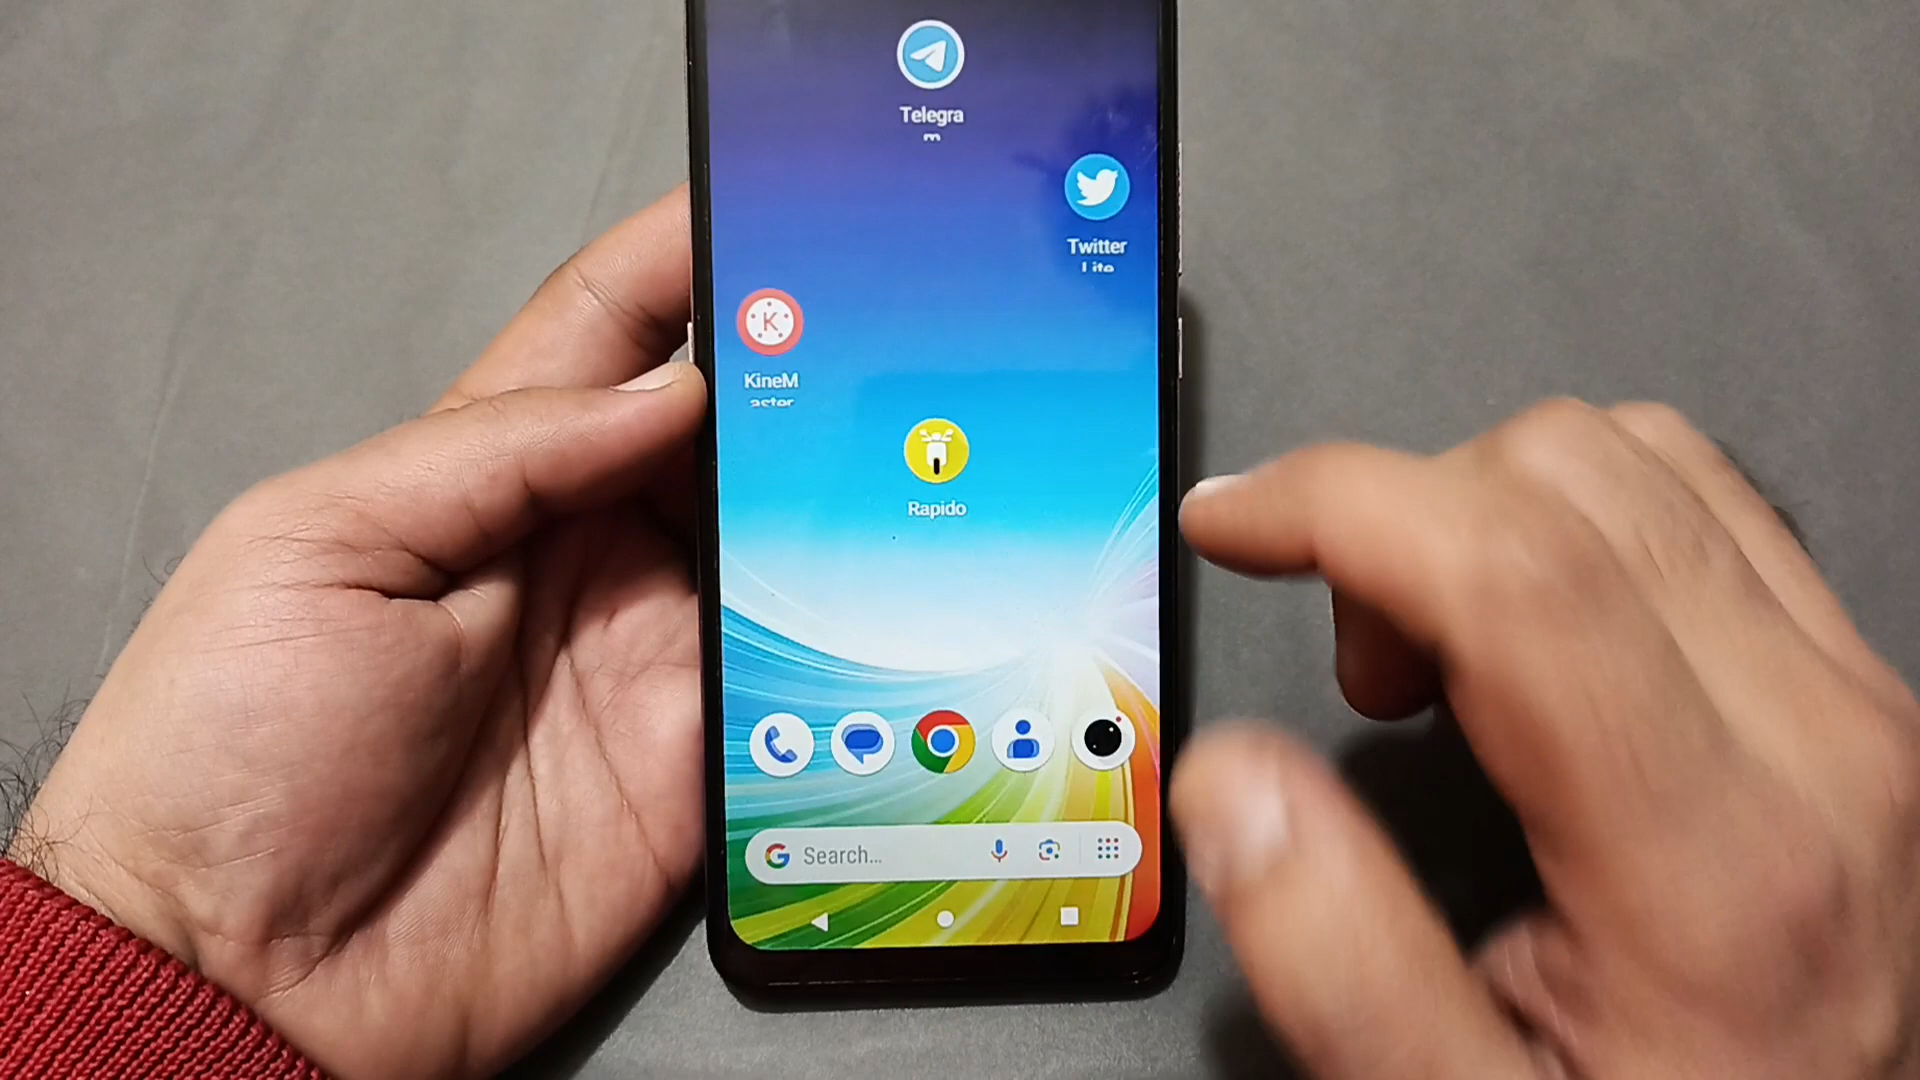 Telegra
m
Twitter
Lite
KineM
aster
K
Rapido
G Search...